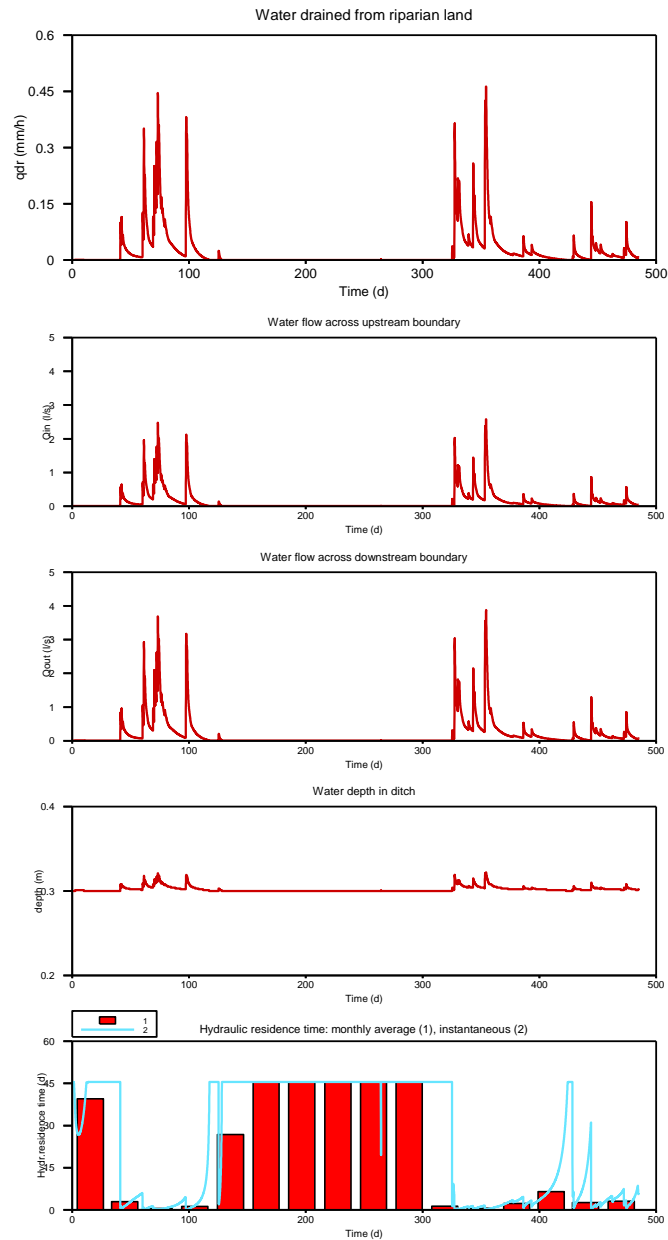 Water drained from riparian land
0.6
0.45
0.3
0.15
0
qdr (mm/h)
0 100 200 300 400 500
Time (d)
Water flow across upstream boundary
5
4
3
2
1
0
Qin (l/s)
0 100 200 300 400 500
Time (d)
Water flow across downstream boundary
5
4
3
2
1
0
Qout (l/s)
0 100 200 300 400 500
Time (d)
Water depth in ditch
0.4
0.3
0.2
depth (m)
0 100 200 300 400 500
Time (d)
1
2
Hydraulic residence time: monthly average (1), instantaneous (2)
60
45
30
15
0
Hydr.residence time (d)
0 100 200 300 400 500
Time (d)